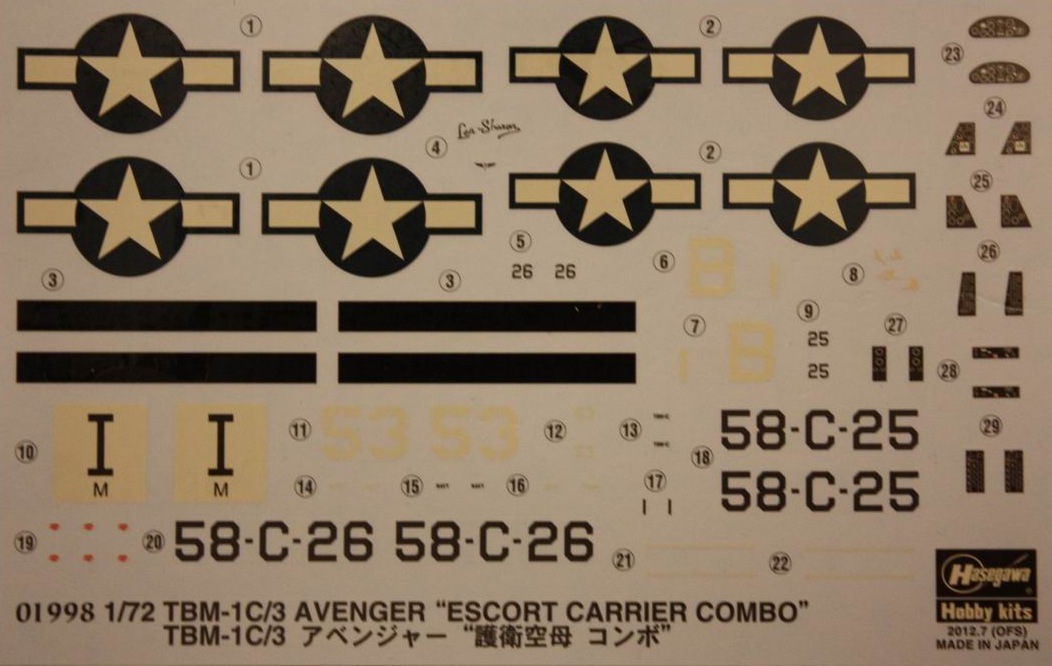 1
2
23
24
4 Lea-Sharon
1
2
25
5
26 26
6
8
26
3
3
B 1
9
27
7
25
25
1 B
28
29
10
I M
I M
11
53 53
12
13
18
58-C-25
58-C-25
14
15
16
17
19
20
58-C-26 58-C-26
21
22
Hasegawa
Hobby kits
2012.7 (OFS)
MADE IN JAPAN
01998 1/72 TBM-1C/3 AVENGER “ESCORT CARRIER COMBO”
TBM-1C/3 アベンジャー “護衛空母 コンボ”